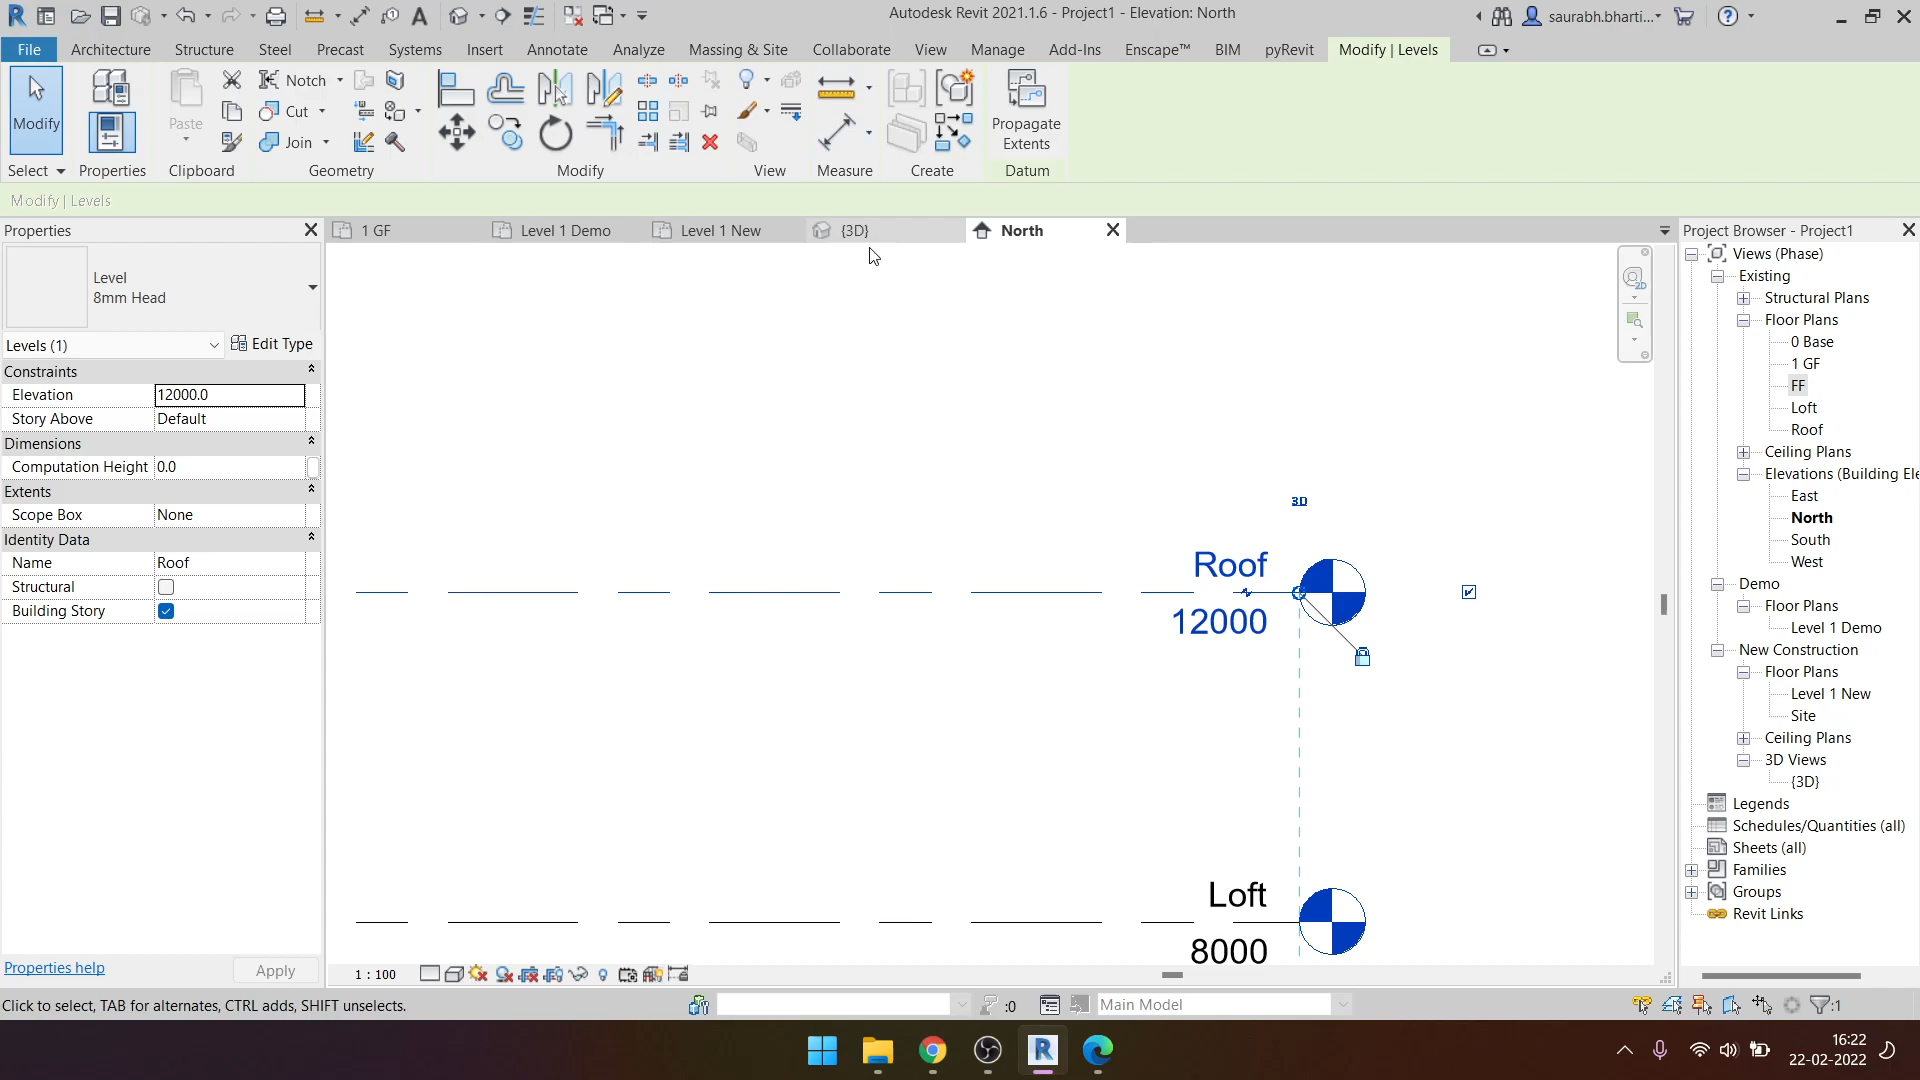 Autodesk Revit 2021.1.6 - Project1 - Elevation: North
saurabh.bharti...
File Architecture Structure Steel Precast Systems Insert Annotate Analyze Massing & Site Collaborate View Manage Add-Ins Enscape™ BIM pyRevit Modify | Levels
Modify
Paste
Notch
Cut
Join
Propagate
Extents
Select Properties Clipboard Geometry Modify View Measure Create Datum
Modify | Levels
Properties
1 GF
Level 1 Demo
Level 1 New
{3D}
North
Project Browser - Project1
Level
8mm Head
Levels (1)
Edit Type
Constraints
Elevation 12000.0
Story Above Default
Dimensions
Computation Height 0.0
Extents
Scope Box None
Identity Data
Name Roof
Structural
Building Story
Properties help
Apply
2D
3D
Roof
12000
Loft
8000
Views (Phase)
Existing
Structural Plans
Floor Plans
0 Base
1 GF
FF
Loft
Roof
Ceiling Plans
Elevations (Building Ele
East
North
South
West
Demo
Floor Plans
Level 1 Demo
New Construction
Floor Plans
Level 1 New
Site
Ceiling Plans
3D Views
{3D}
Legends
Schedules/Quantities (all)
Sheets (all)
Families
Groups
Revit Links
1 : 100
Click to select, TAB for alternates, CTRL adds, SHIFT unselects.
:0
Main Model
:1
16:22
22-02-2022